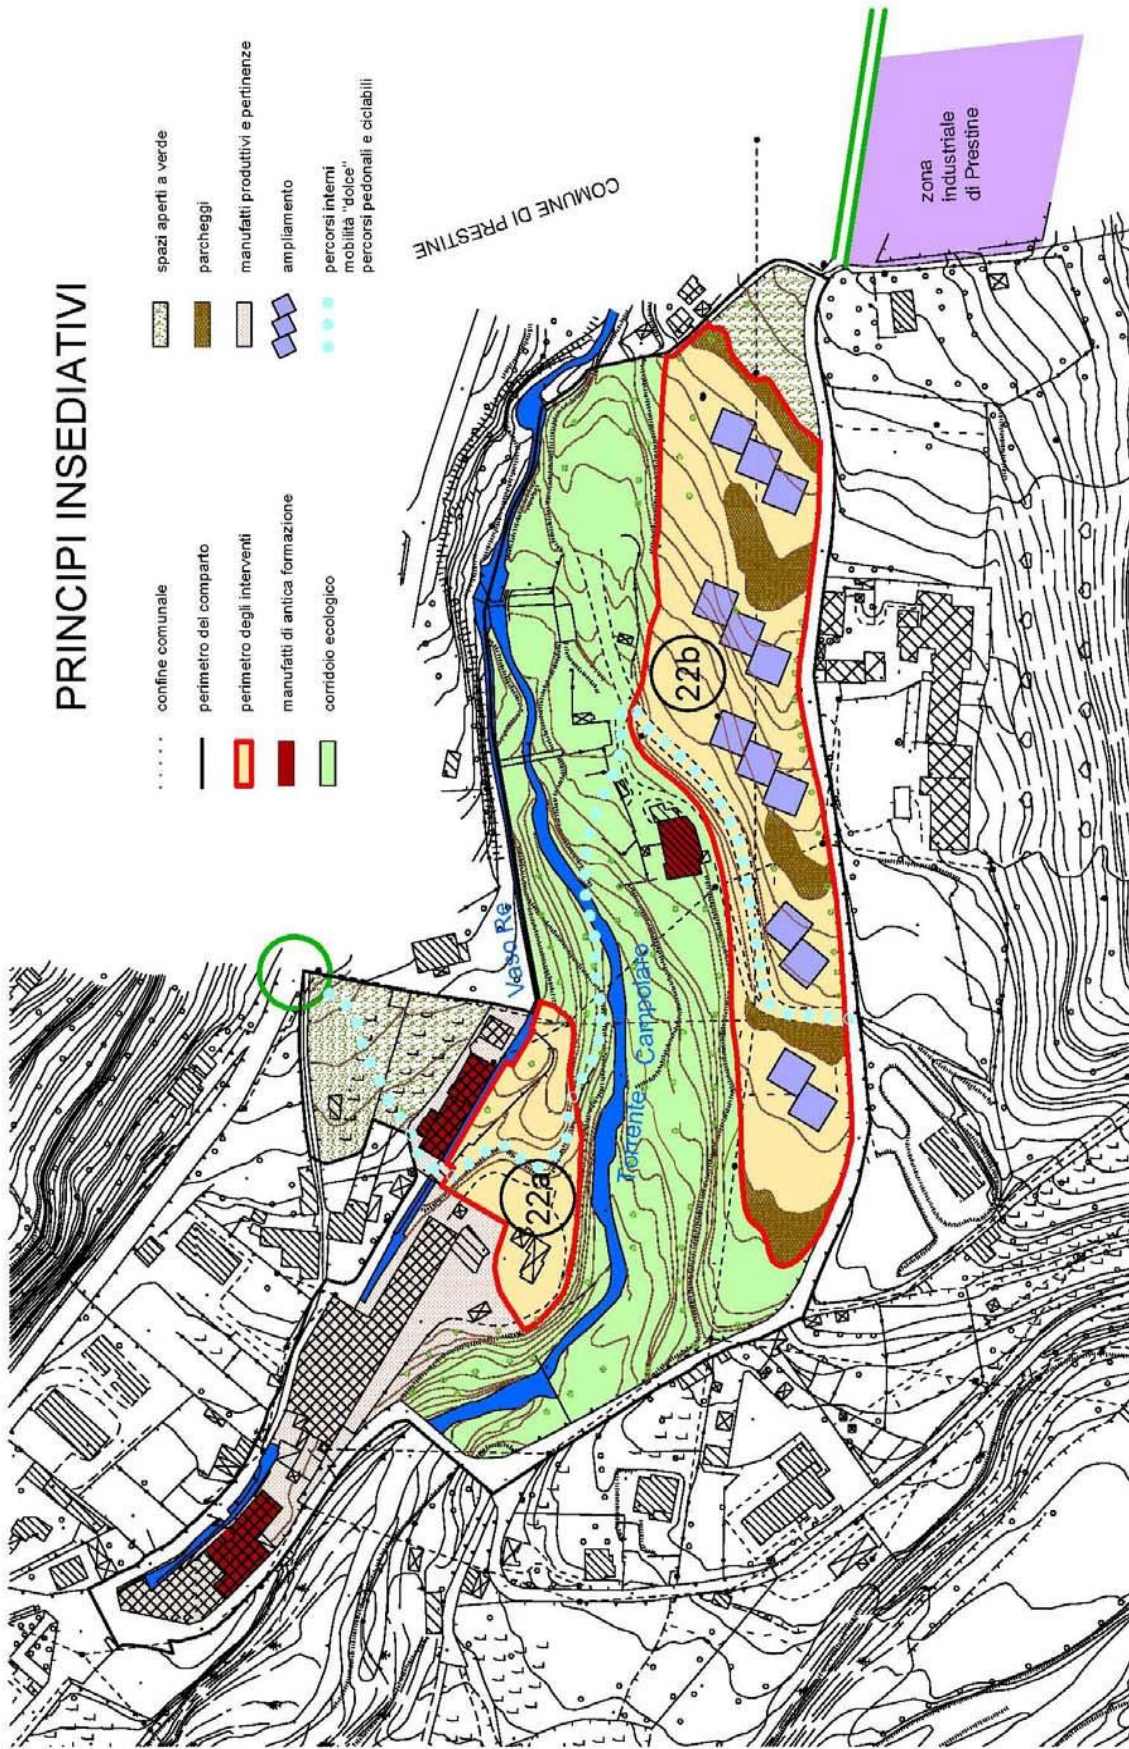 PRINCIPI INSEDIATIVI
confine comunale
perimetro del comparto
perimetro degli interventi
manufatti di antica formazione
corridoio ecologico
spazi aperti a verde
parcheggi
manufatti produttivi e pertinenze
ampliamento
percorsi interni
mobilità "dolce"
percorsi pedonali e ciclabili
COMUNE DI PRESTINE
zona
industriale
di Prestine
Vaso Re
Torrente Campolaro
22a
22b